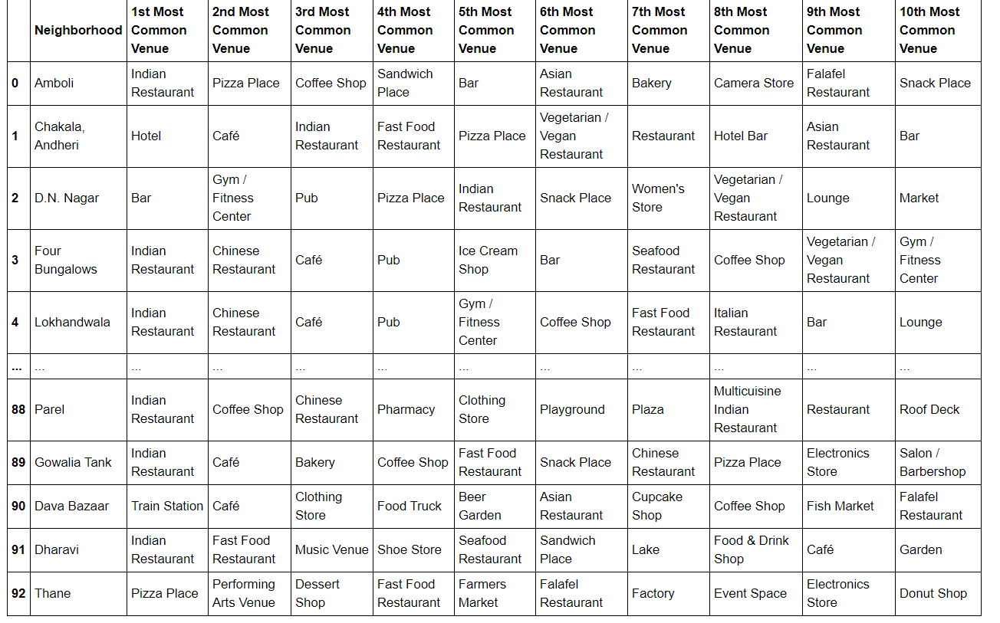 Neighborhood 1st Most Common Venue 2nd Most Common Venue 3rd Most Common Venue 4th Most Common Venue 5th Most Common Venue 6th Most Common Venue 7th Most Common Venue 8th Most Common Venue 9th Most Common Venue 10th Most Common Venue
0 Amboli Indian Restaurant Pizza Place Coffee Shop Sandwich Place Bar Asian Restaurant Bakery Camera Store Falafel Restaurant Snack Place
1 Chakala, Andheri Hotel Café Indian Restaurant Fast Food Restaurant Pizza Place Vegetarian / Vegan Restaurant Restaurant Hotel Bar Asian Restaurant Bar
2 D.N. Nagar Bar Gym / Fitness Center Pub Pizza Place Indian Restaurant Snack Place Women's Store Vegetarian / Vegan Restaurant Lounge Market
3 Four Bungalows Indian Restaurant Chinese Restaurant Café Pub Ice Cream Shop Bar Seafood Restaurant Coffee Shop Vegetarian / Vegan Restaurant Gym / Fitness Center
4 Lokhandwala Indian Restaurant Chinese Restaurant Café Pub Gym / Fitness Center Coffee Shop Fast Food Restaurant Italian Restaurant Bar Lounge
... ... ... ... ... ... ... ... ... ... ... ...
88 Parel Indian Restaurant Coffee Shop Chinese Restaurant Pharmacy Clothing Store Playground Plaza Multicuisine Indian Restaurant Restaurant Roof Deck
89 Gowalia Tank Indian Restaurant Café Bakery Coffee Shop Fast Food Restaurant Snack Place Chinese Restaurant Pizza Place Electronics Store Salon / Barbershop
90 Dava Bazaar Train Station Café Clothing Store Food Truck Beer Garden Asian Restaurant Cupcake Shop Coffee Shop Fish Market Falafel Restaurant
91 Dharavi Indian Restaurant Fast Food Restaurant Music Venue Shoe Store Seafood Restaurant Sandwich Place Lake Food & Drink Shop Café Garden
92 Thane Pizza Place Performing Arts Venue Dessert Shop Fast Food Restaurant Farmers Market Falafel Restaurant Factory Event Space Electronics Store Donut Shop